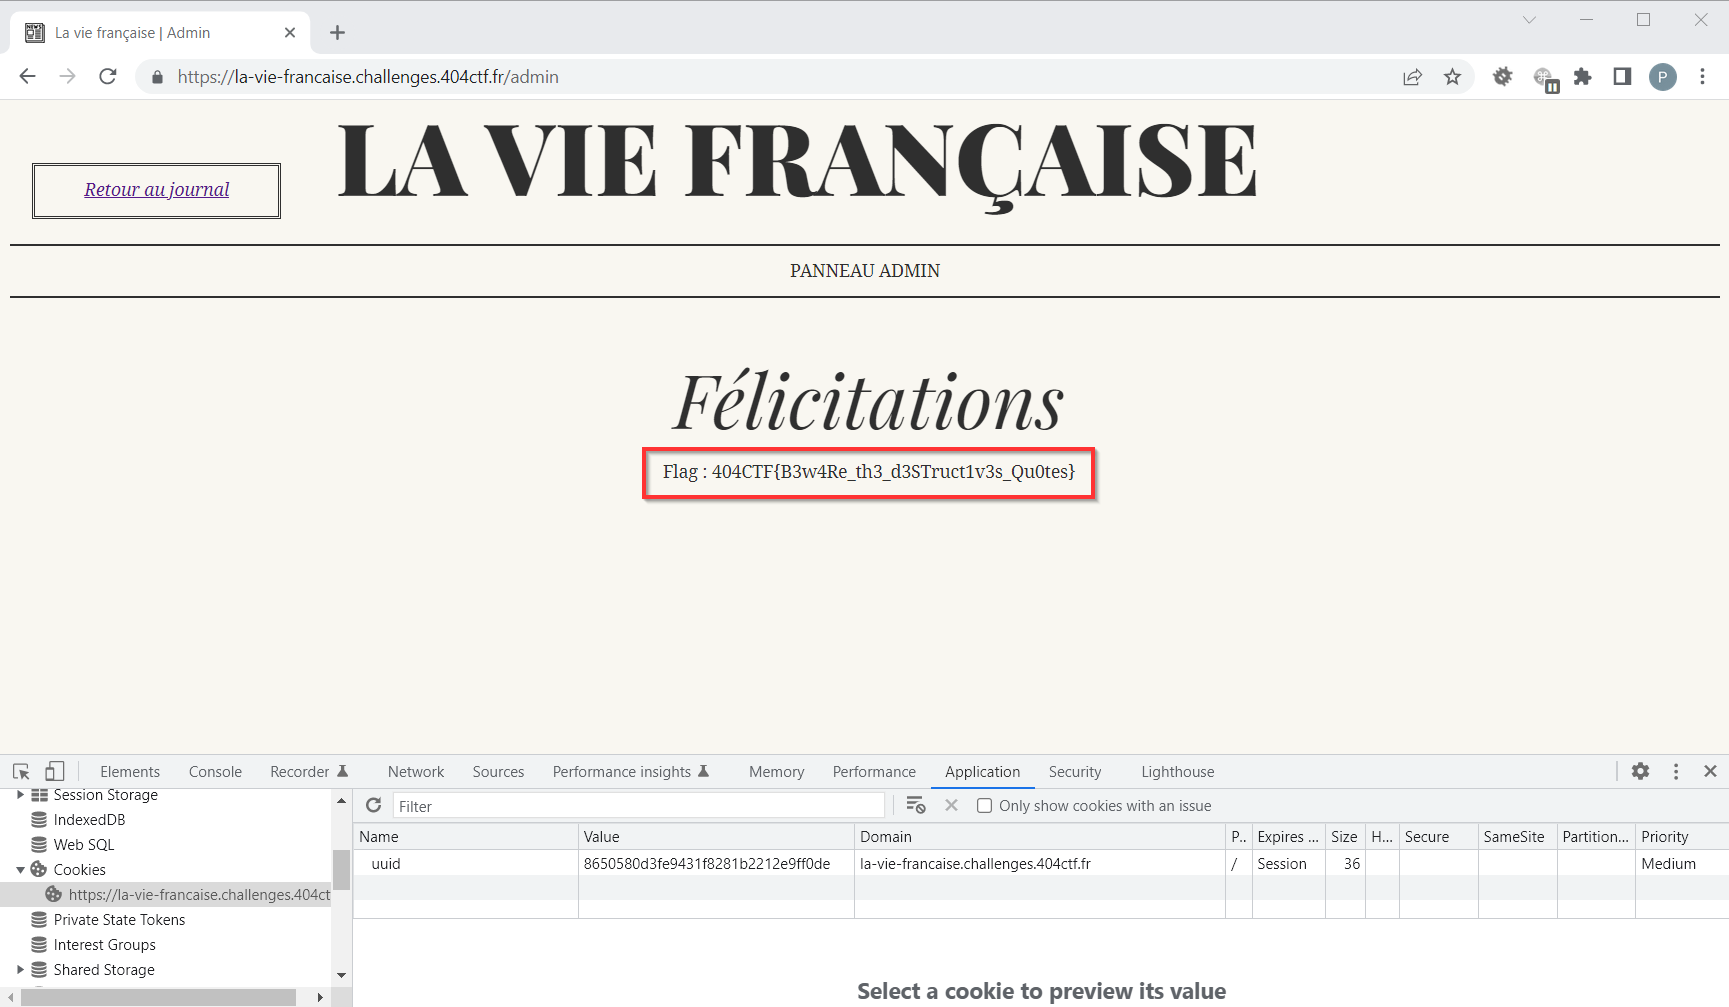 La vie française | Admin
https://la-vie-francaise.challenges.404ctf.fr/admin
P
LA VIE FRANÇAISE
Retour au journal
PANNEAU ADMIN
Félicitations
Flag : 404CTF{B3w4Re_th3_d3STruct1v3s_Qu0tes}
Elements Console Recorder Network Sources Performance insights Memory Performance Application Security Lighthouse
Session Storage
IndexedDB
Web SQL
Cookies
https://la-vie-francaise.challenges.404ct
Private State Tokens
Interest Groups
Shared Storage
Filter
Only show cookies with an issue
Name Value Domain P.. Expires ... Size H... Secure SameSite Partition... Priority
uuid 8650580d3fe9431f8281b2212e9ff0de la-vie-francaise.challenges.404ctf.fr / Session 36 Medium
Select a cookie to preview its value